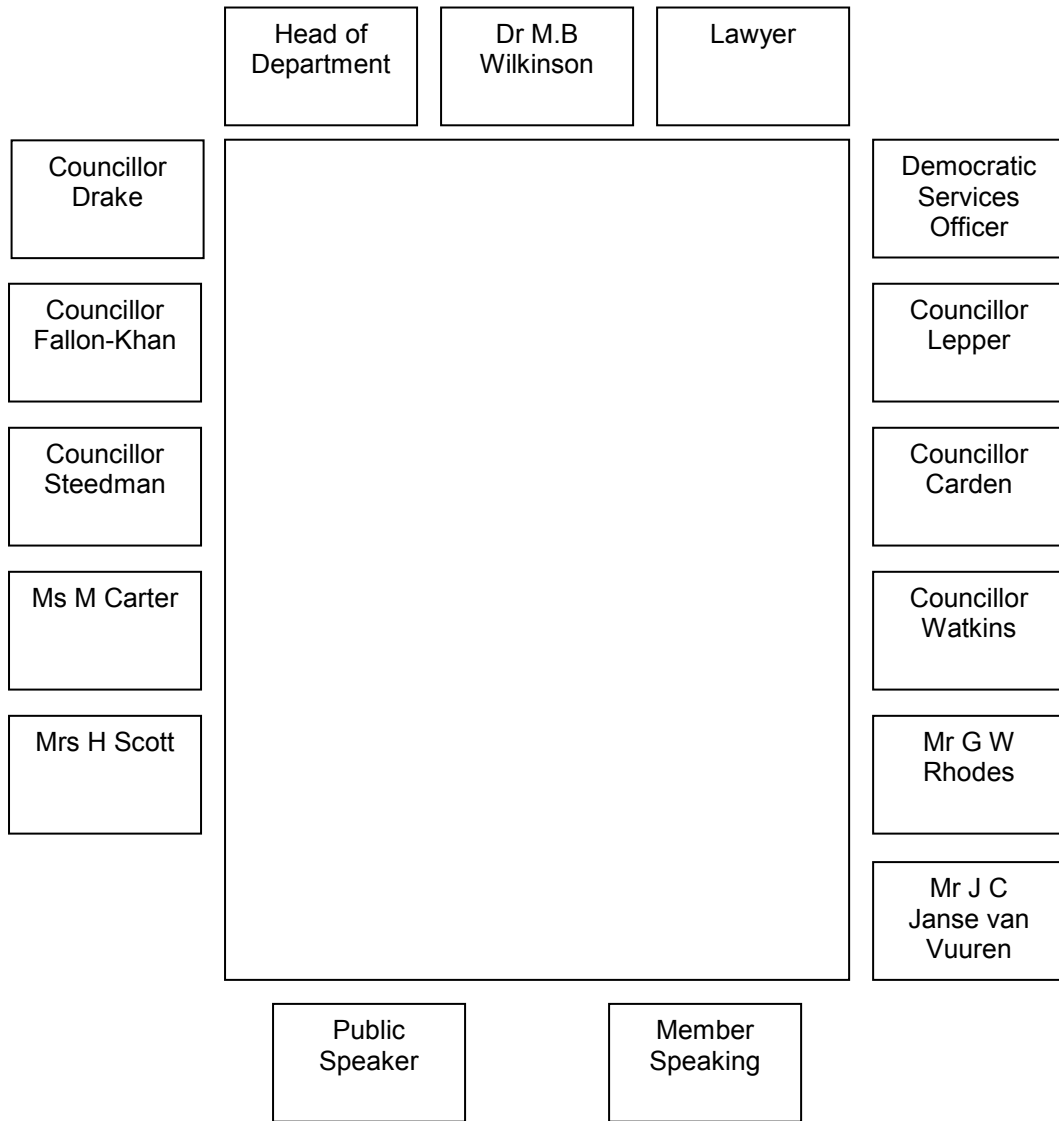 Head of
Department
Dr M.B
Wilkinson
Lawyer
Councillor
Drake
Democratic
Services
Officer
Councillor
Fallon-Khan
Councillor
Lepper
Councillor
Steedman
Councillor
Carden
Ms M Carter
Councillor
Watkins
Mrs H Scott
Mr G W
Rhodes
Mr J C
Janse van
Vuuren
Public
Speaker
Member
Speaking